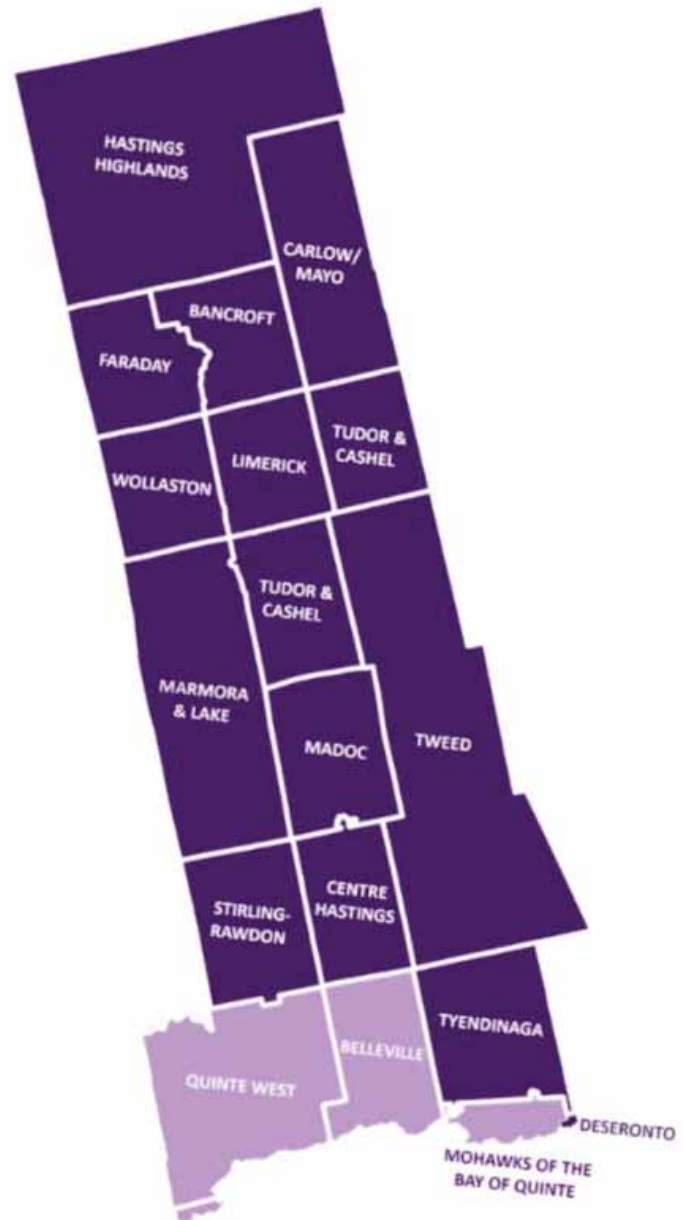 HASTINGS
HIGHLANDS
CARLOW/
MAYO
BANCROFT
FARADAY
TUDOR &
CASHEL
LIMERICK
WOLLASTON
TUDOR &
CASHEL
MARMORA
& LAKE
MADOC
TWEED
CENTRE
HASTINGS
STIRLING-
RAWDON
TYENDINAGA
BELLEVILLE
QUINTE WEST
DESERONTO
MOHAWKS OF THE
BAY OF QUINTE